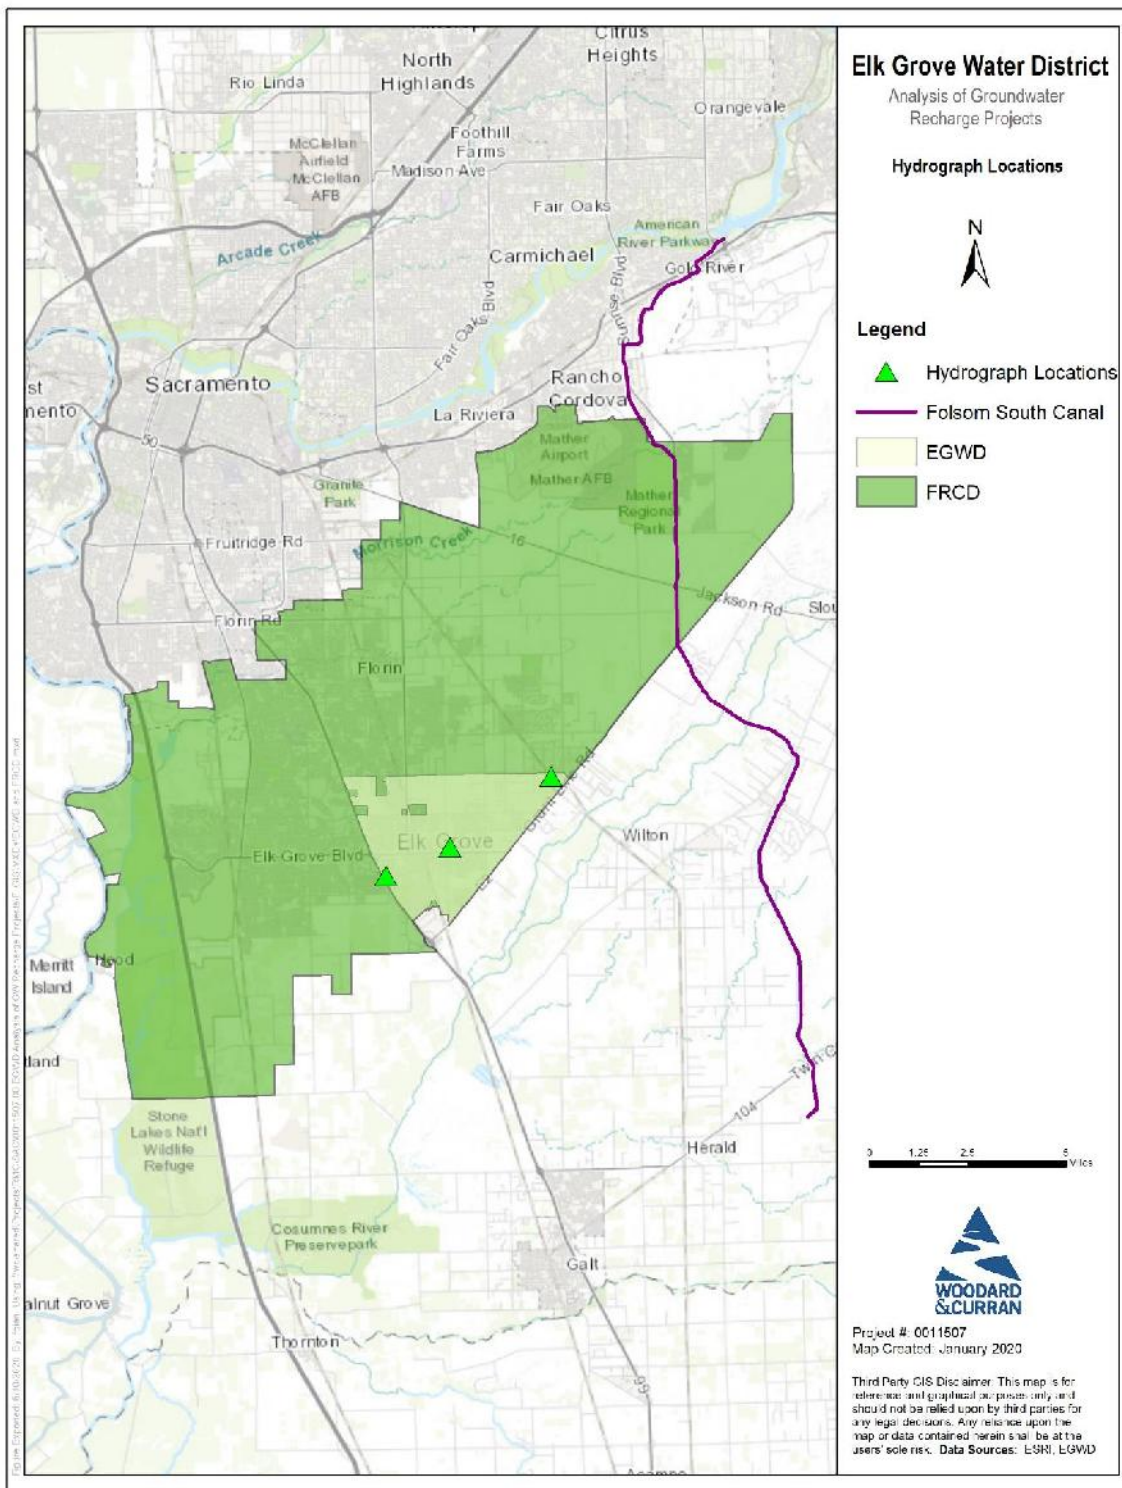 Elk Grove Water District
Analysis of Groundwater
Recharge Projects
Hydrograph Locations
N
Legend
Hydrograph Locations
Folsom South Canal
EGWD
FRCD
0 1.25 2.5 5
Miles
WOODARD
&CURRAN
Project #: 0011507
Map Created: January 2020
Third Party GIS Disclaimer: This map is for
reference and graphical purposes only and
should not be relied upon by third parties for
any legal decisions. Any reliance upon the
map or data contained herein shall be at the
users' sole risk. Data Sources: ESRI, EGWD
Citrus
Heights
North
Highlands
Rio Linda
Orangevale
Foothill
Farms
McClellan
Airfield
McClellan
AFB
Madison Ave
Fair Oaks
American
River Parkway
Arcade Creek
Carmichael
Gold River
Sunrise Blvd
Fair Oaks Blvd
Sacramento
st
mento
Rancho
Cordova
La Riviera
50
Mather
Airport
Mather AFB
Granite
Park
Mather
Regional
Park
Fruitridge Rd
Morrison Creek
16
Jackson Rd
Slou
Florin Rd
Florin
Elk Grove
Wilton
Elk Grove Blvd
Hood
Merritt
Island
tland
Twin C
104
Herald
Stone
Lakes Nat'l
Wildlife
Refuge
Cosumnes River
Preservepark
Galt
alnut Grove
Thornton
99